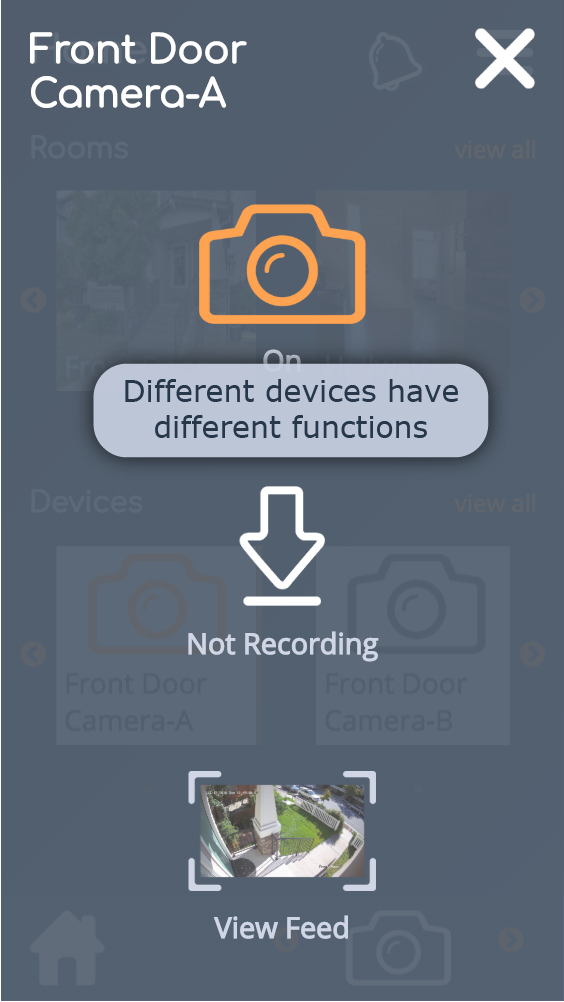 Front Door
Camera-A
Rooms
view all
On
Different devices have
different functions
Devices
view all
Not Recording
Front Door
Camera-A
Front Door
Camera-B
View Feed